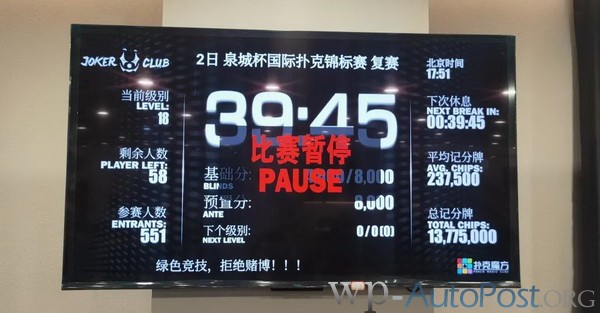 JOKER CLUB
2日 泉城杯国际扑克锦标赛 复赛
北京时间
17:51
当前级别
LEVEL:
18
39:45
下次休息
NEXT BREAK IN:
00:39:45
比赛暂停
PAUSE
剩余人数
PLAYER LEFT:
58
基础分:
/8,000
BLINDS
平均记分牌
AVG. CHIPS:
237,500
预置分:
8,000
ANTE
参赛人数
ENTRANTS:
551
下个级别:
0/0(0)
NEXT LEVEL
总记分牌
TOTAL CHIPS:
13,775,000
绿色竞技，拒绝赌博！！！
扑克魔方
WP-AUTOPOST.ORG